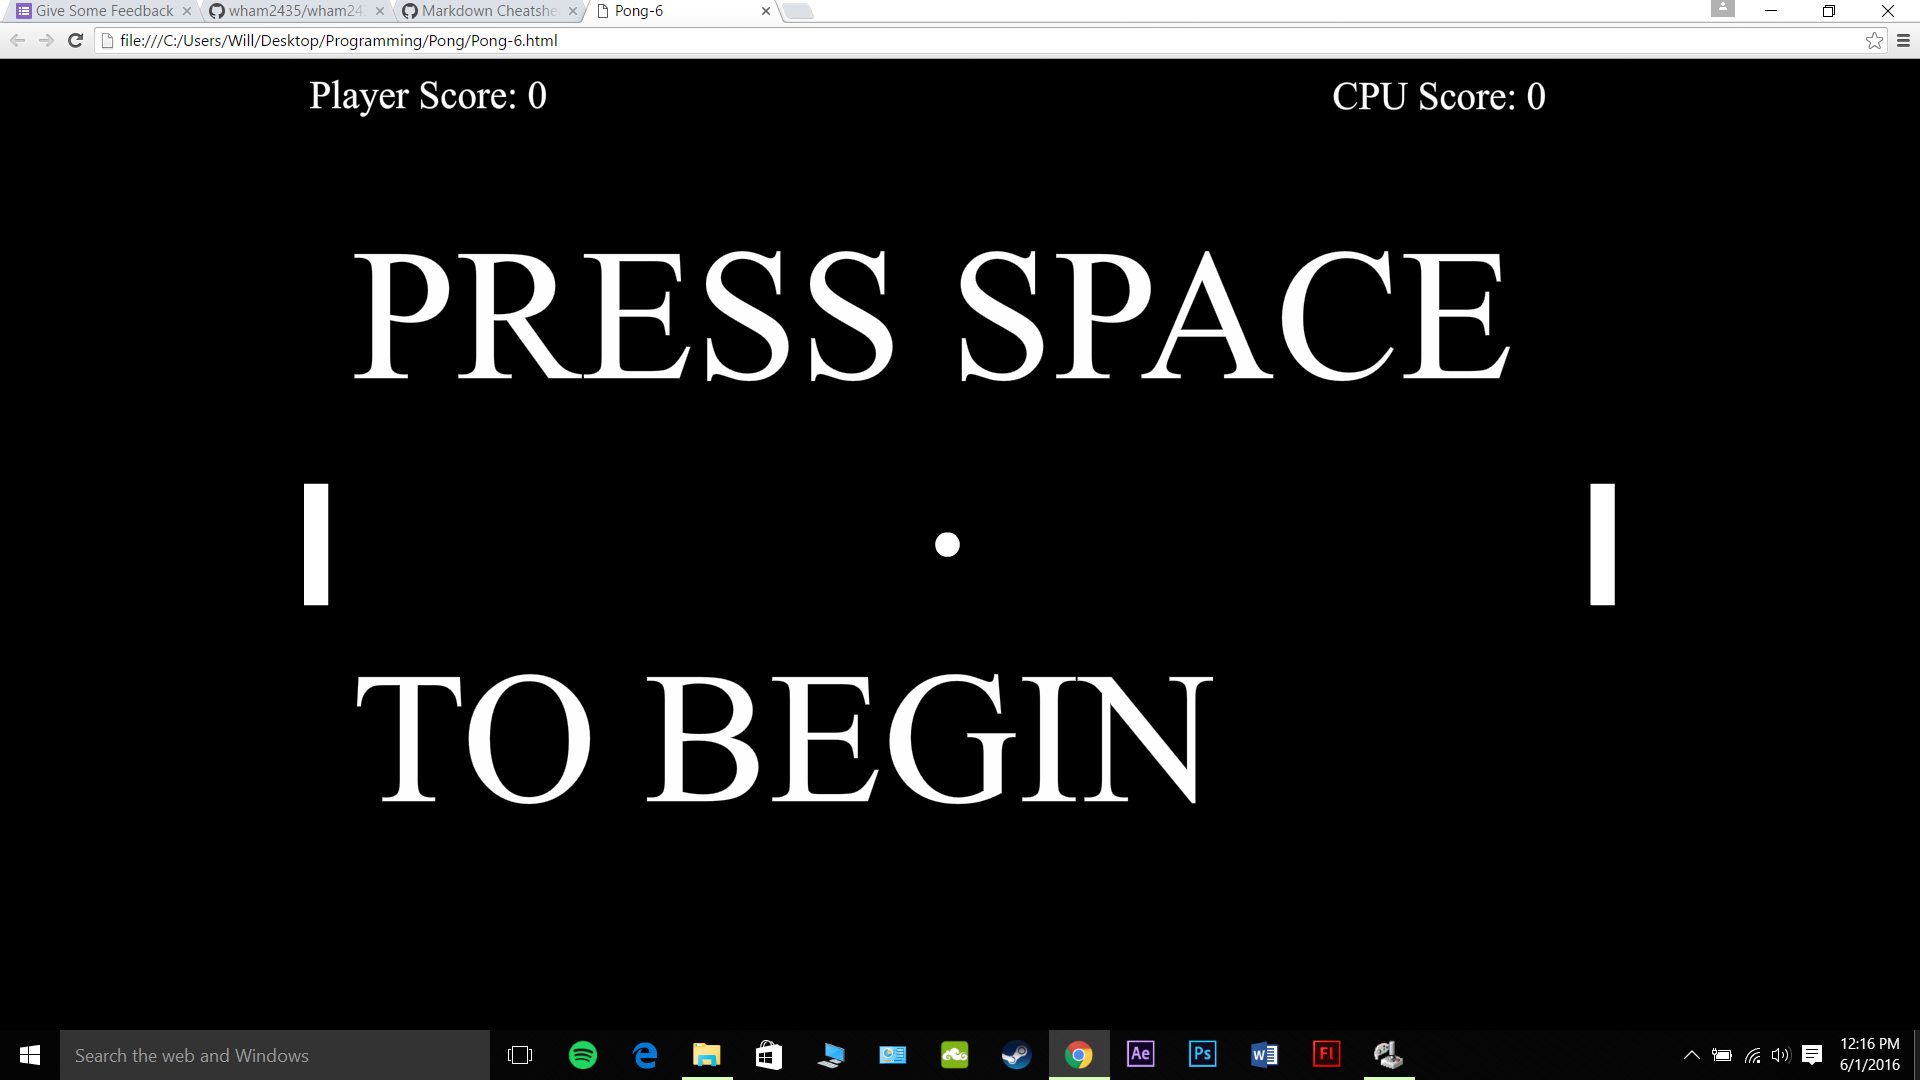 Give Some Feedback
wham2435/wham24
Markdown Cheatshe
Pong-6
file:///C:/Users/Will/Desktop/Programming/Pong/Pong-6.html
Player Score: 0
CPU Score: 0
PRESS SPACE
TO BEGIN
Search the web and Windows
Ae
Ps
W
Fl
12:16 PM
6/1/2016